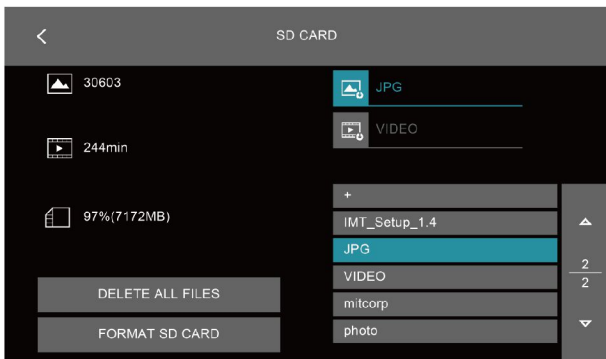 SD CARD
30603
244min
97%(7172MB)
DELETE ALL FILES
FORMAT SD CARD
JPG
VIDEO
+
IMT_Setup_1.4
JPG
VIDEO
mitcorp
photo
2
2